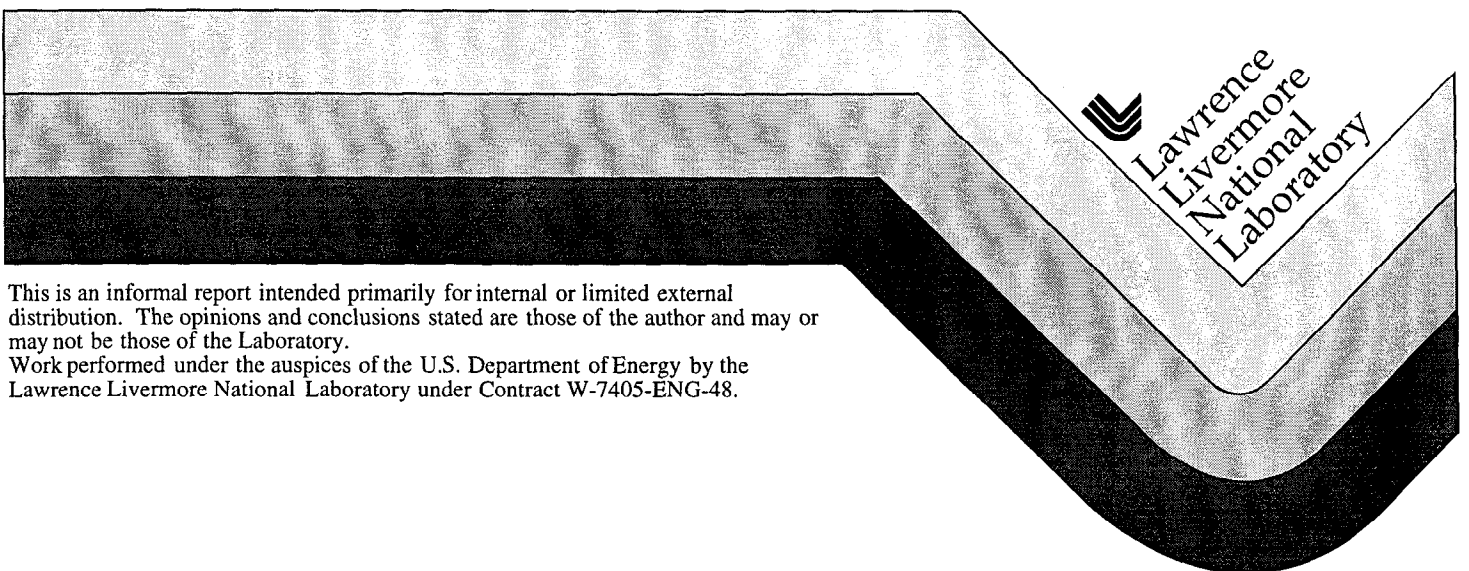 Lawrence
Livermore
National
Laboratory
This is an informal report intended primarily for internal or limited external
distribution. The opinions and conclusions stated are those of the author and may or
may not be those of the Laboratory.
Work performed under the auspices of the U.S. Department of Energy by the
Lawrence Livermore National Laboratory under Contract W-7405-ENG-48.